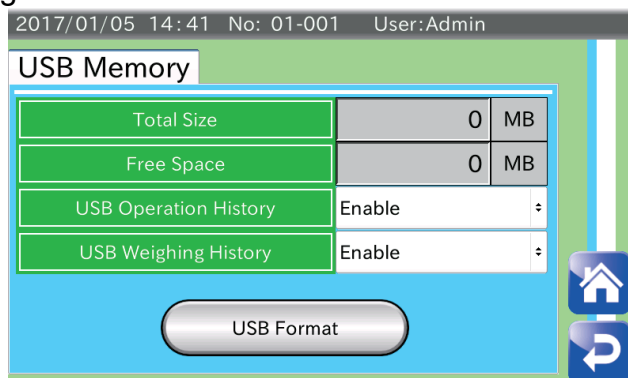 2017/01/05 14:41 No: 01-001 User:Admin
USB Memory
Total Size 0 MB
Free Space 0 MB
USB Operation History Enable
USB Weighing History Enable
USB Format